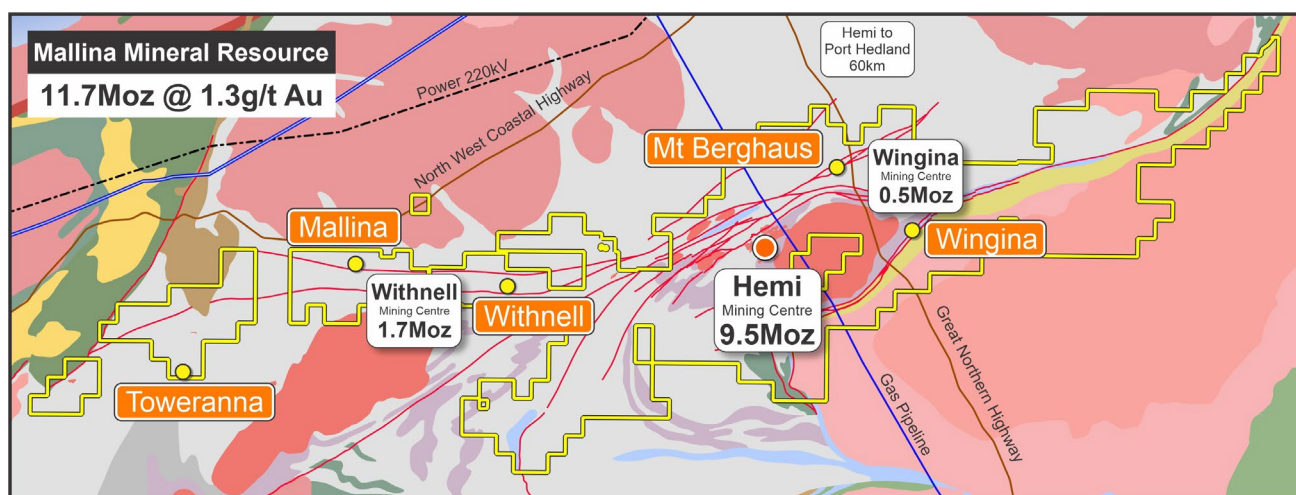 Mallina Mineral Resource
11.7Moz @ 1.3g/t Au
Power 220kV
North West Coastal Highway
Hemi to
Port Hedland
60km
Mt Berghaus
Wingina
Mining Centre
0.5Moz
Mallina
Wingina
Withnell
Mining Centre
1.7Moz
Withnell
Hemi
Mining Centre
9.5Moz
Toweranna
Gas Pipeline
Great Northern Highway